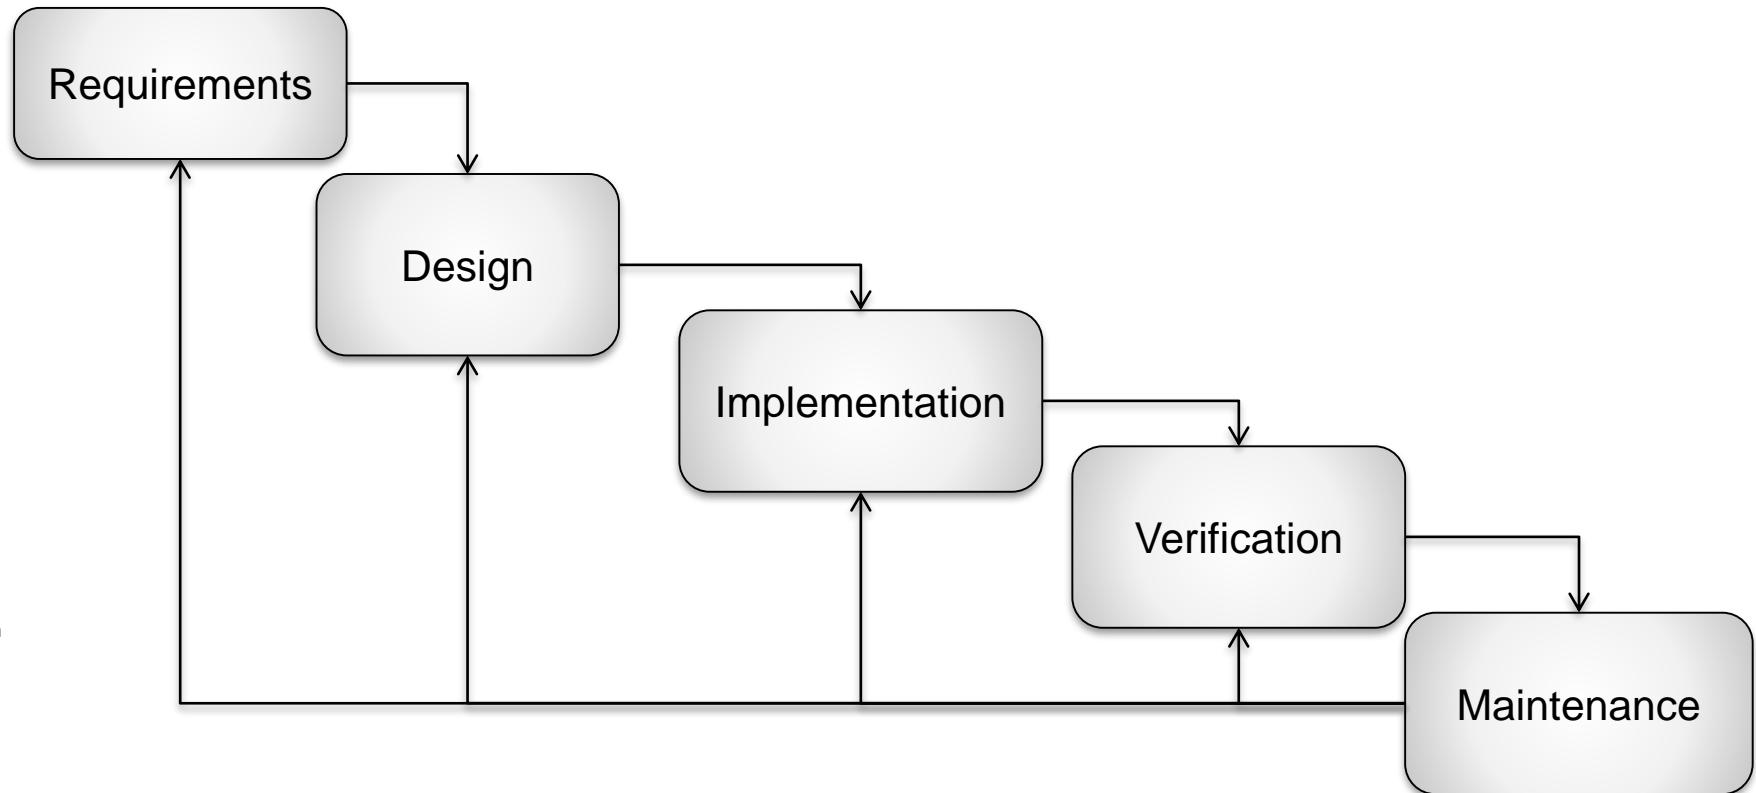 Requirements
Design
Implementation
Verification
Maintenance